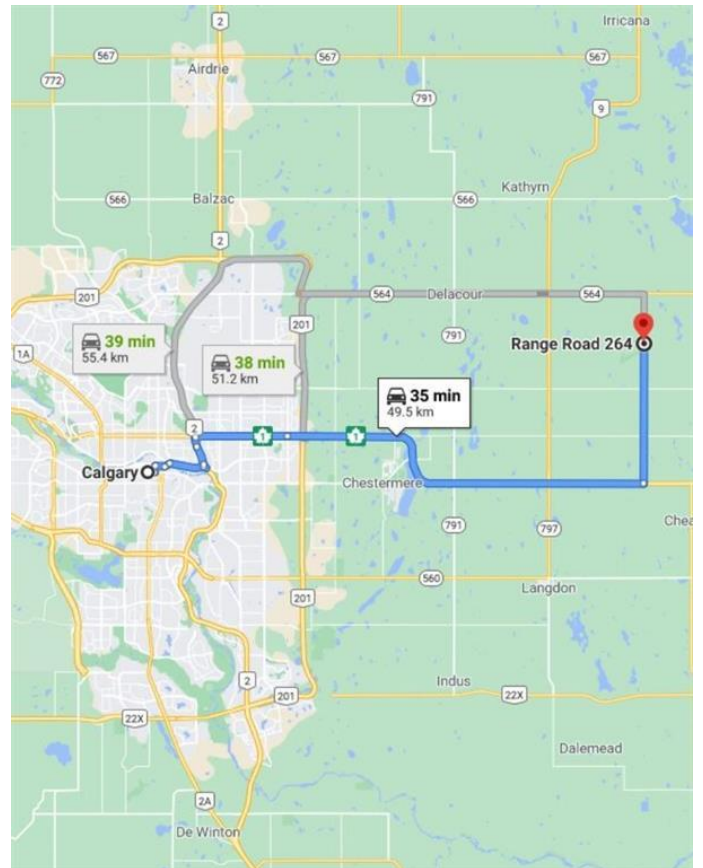 2
Irricana
567
567
567
Airdrie
772
791
9
Kathyrn
566
Balzac
566
2
201
564
Delacour
564
201
39 min
55.4 km
791
Range Road 264
1A
38 min
51.2 km
35 min
49.5 km
2
1
1
Calgary
Chestermere
791
797
Chea
560
Langdon
201
Indus
2
201
22X
22X
Dalemead
2A
De Winton